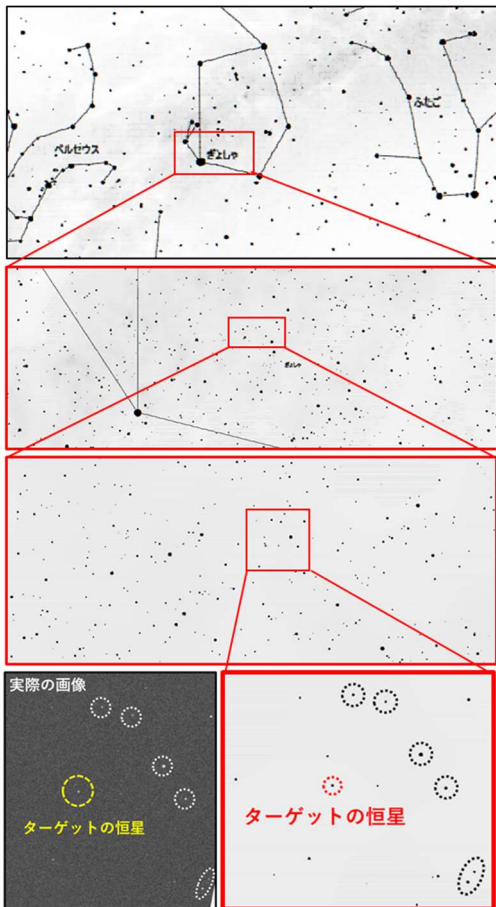 ペルセウス
ぎょしゃ
ふたご
ぎょしゃ
実際の画像
ターゲットの恒星
ターゲットの恒星